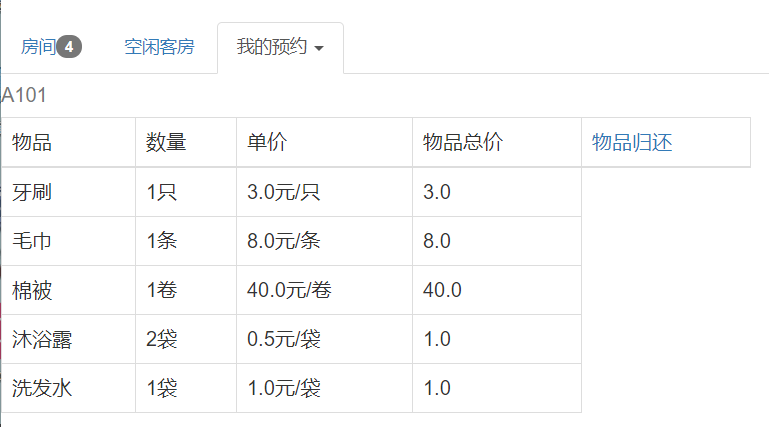 房间4 空闲客房 我的预约
A101
物品 数量 单价 物品总价 物品归还
牙刷 1只 3.0元/只 3.0
毛巾 1条 8.0元/条 8.0
棉被 1卷 40.0元/卷 40.0
沐浴露 2袋 0.5元/袋 1.0
洗发水 1袋 1.0元/袋 1.0